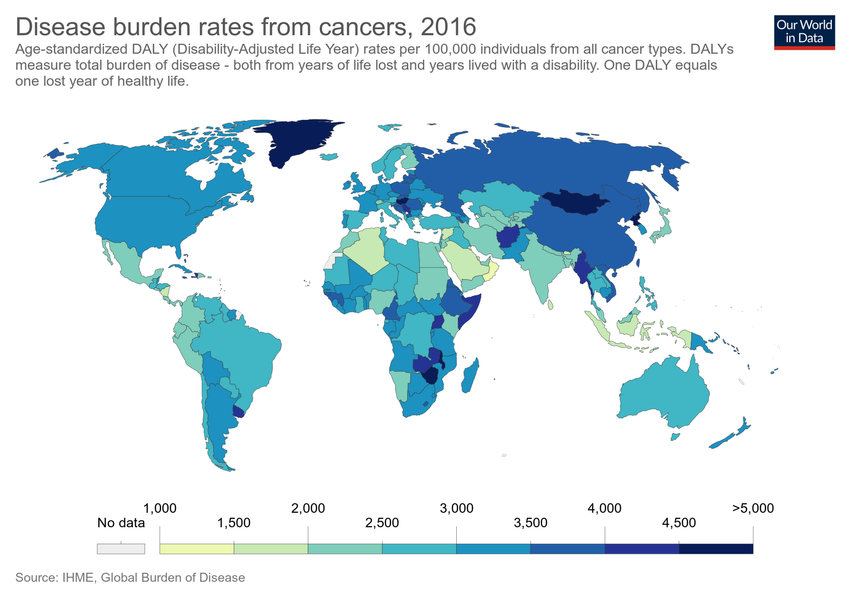 Disease burden rates from cancers, 2016
Our World
in Data
Age-standardized DALY (Disability-Adjusted Life Year) rates per 100,000 individuals from all cancer types. DALYs
measure total burden of disease - both from years of life lost and years lived with a disability. One DALY equals
one lost year of healthy life.
1,000 2,000 3,000 4,000 >5,000
No data 1,500 2,500 3,500 4,500
Source: IHME, Global Burden of Disease